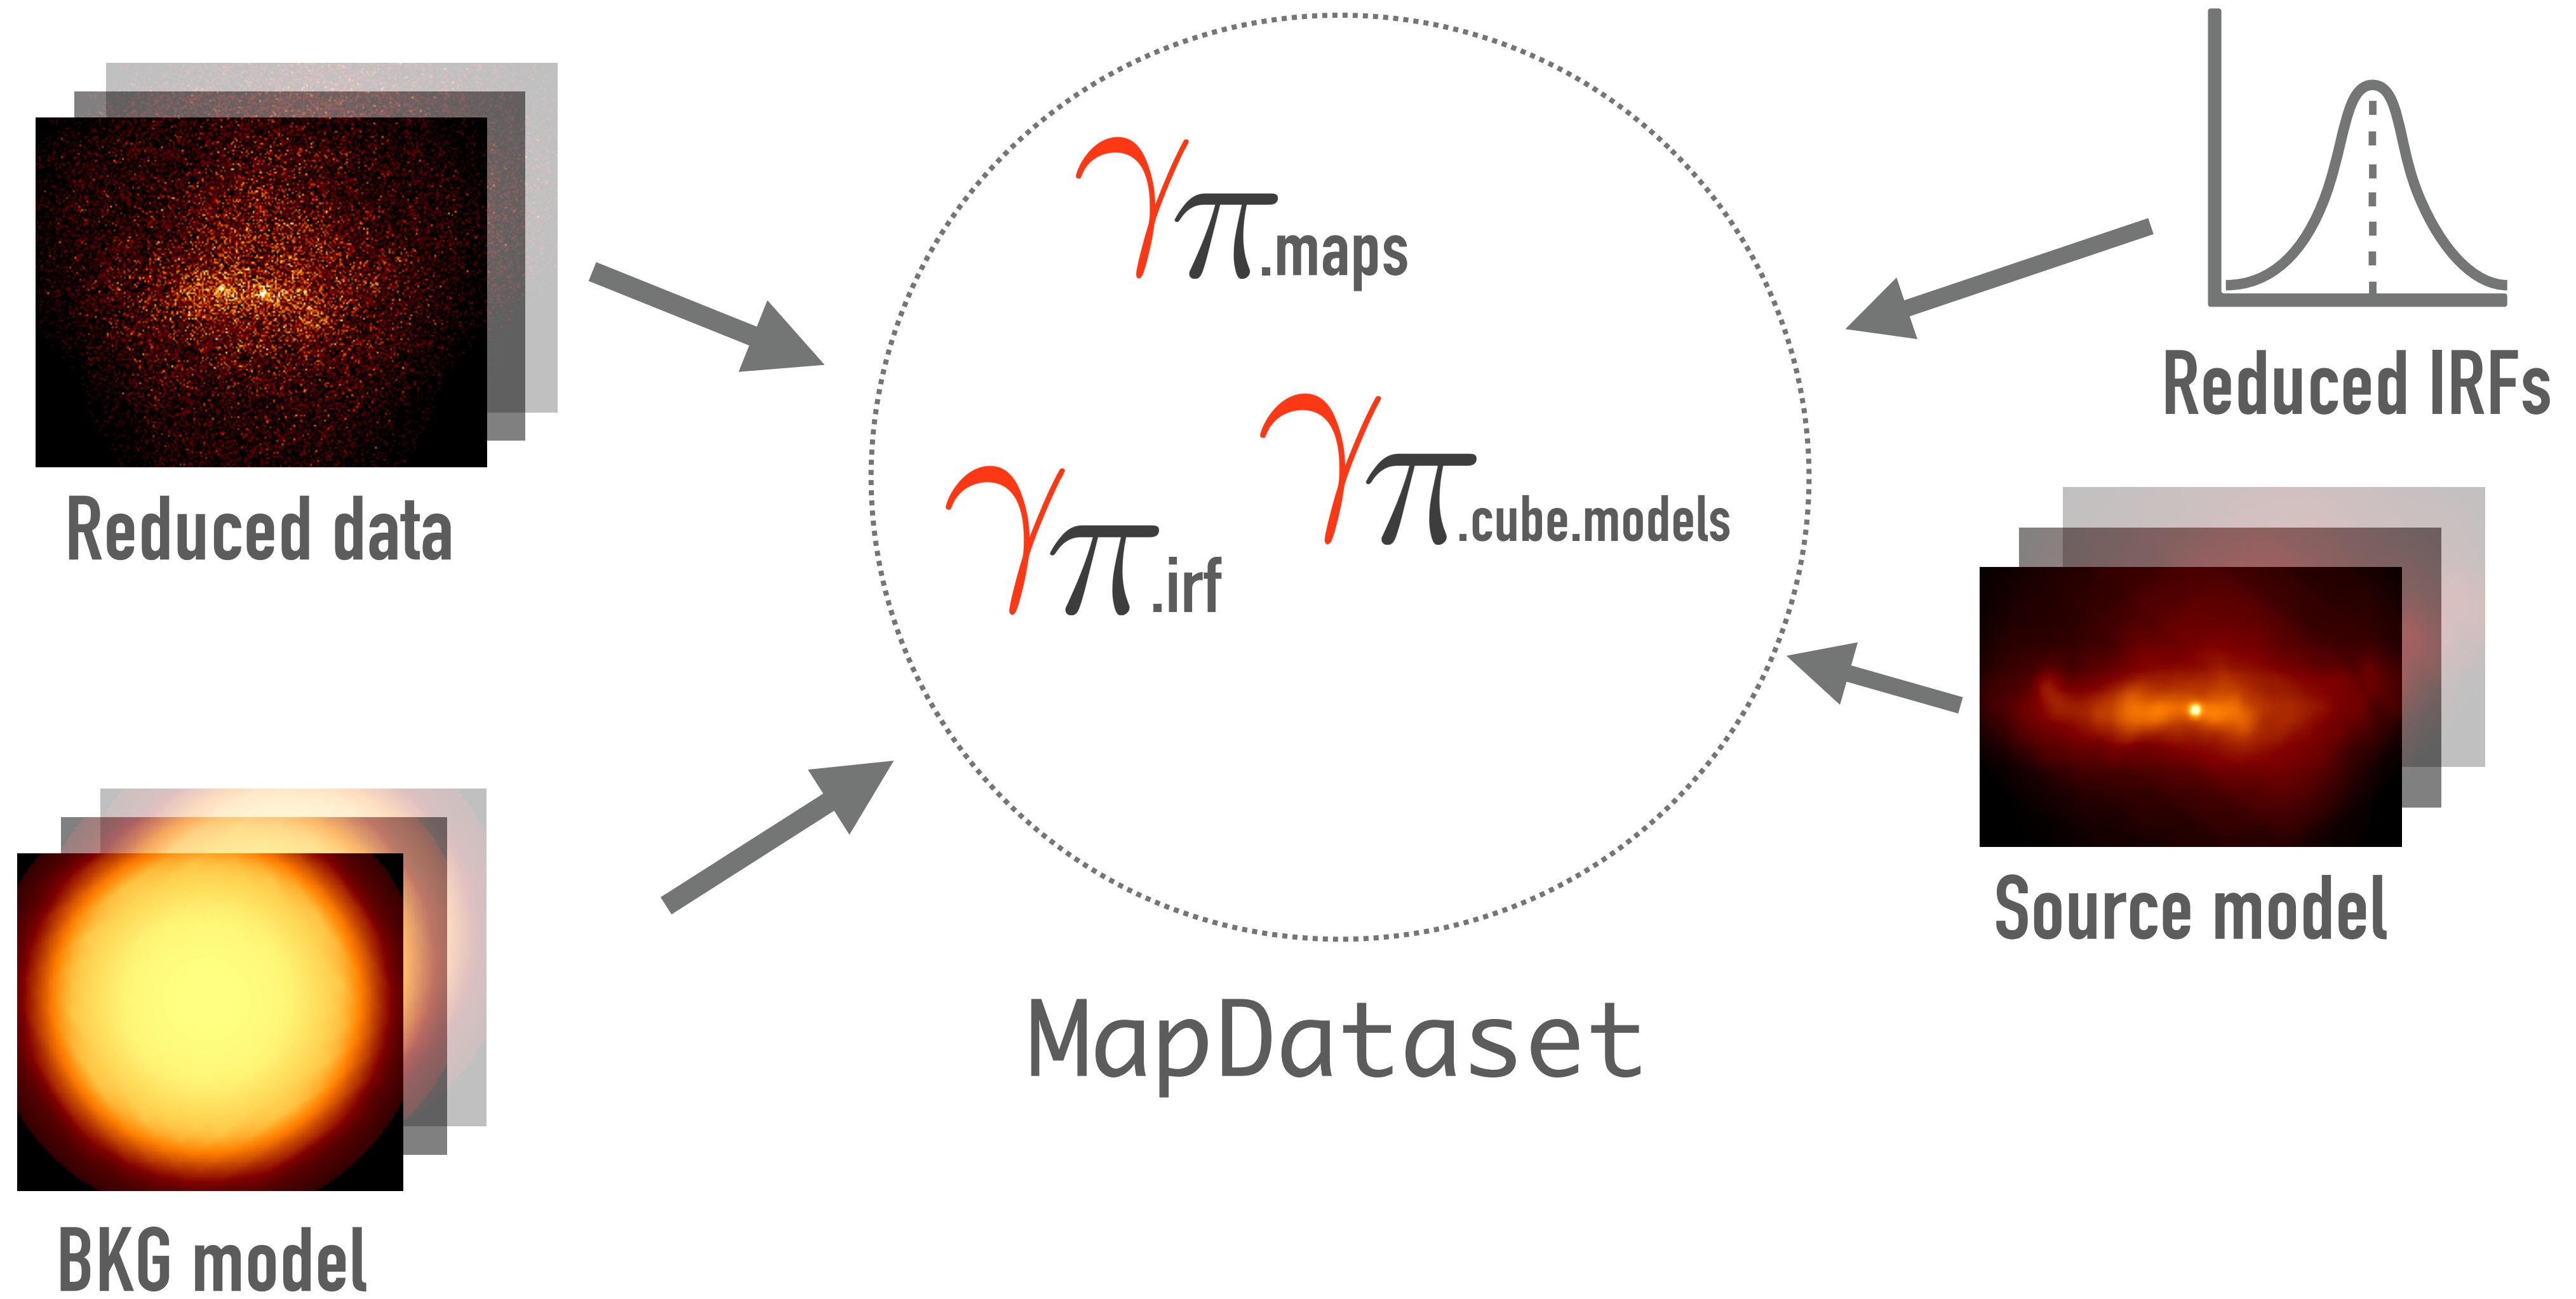 γπ.maps
Reduced IRFs
Reduced data
γπ.cube.models
γπ.irf
Source model
MapDataset
BKG model